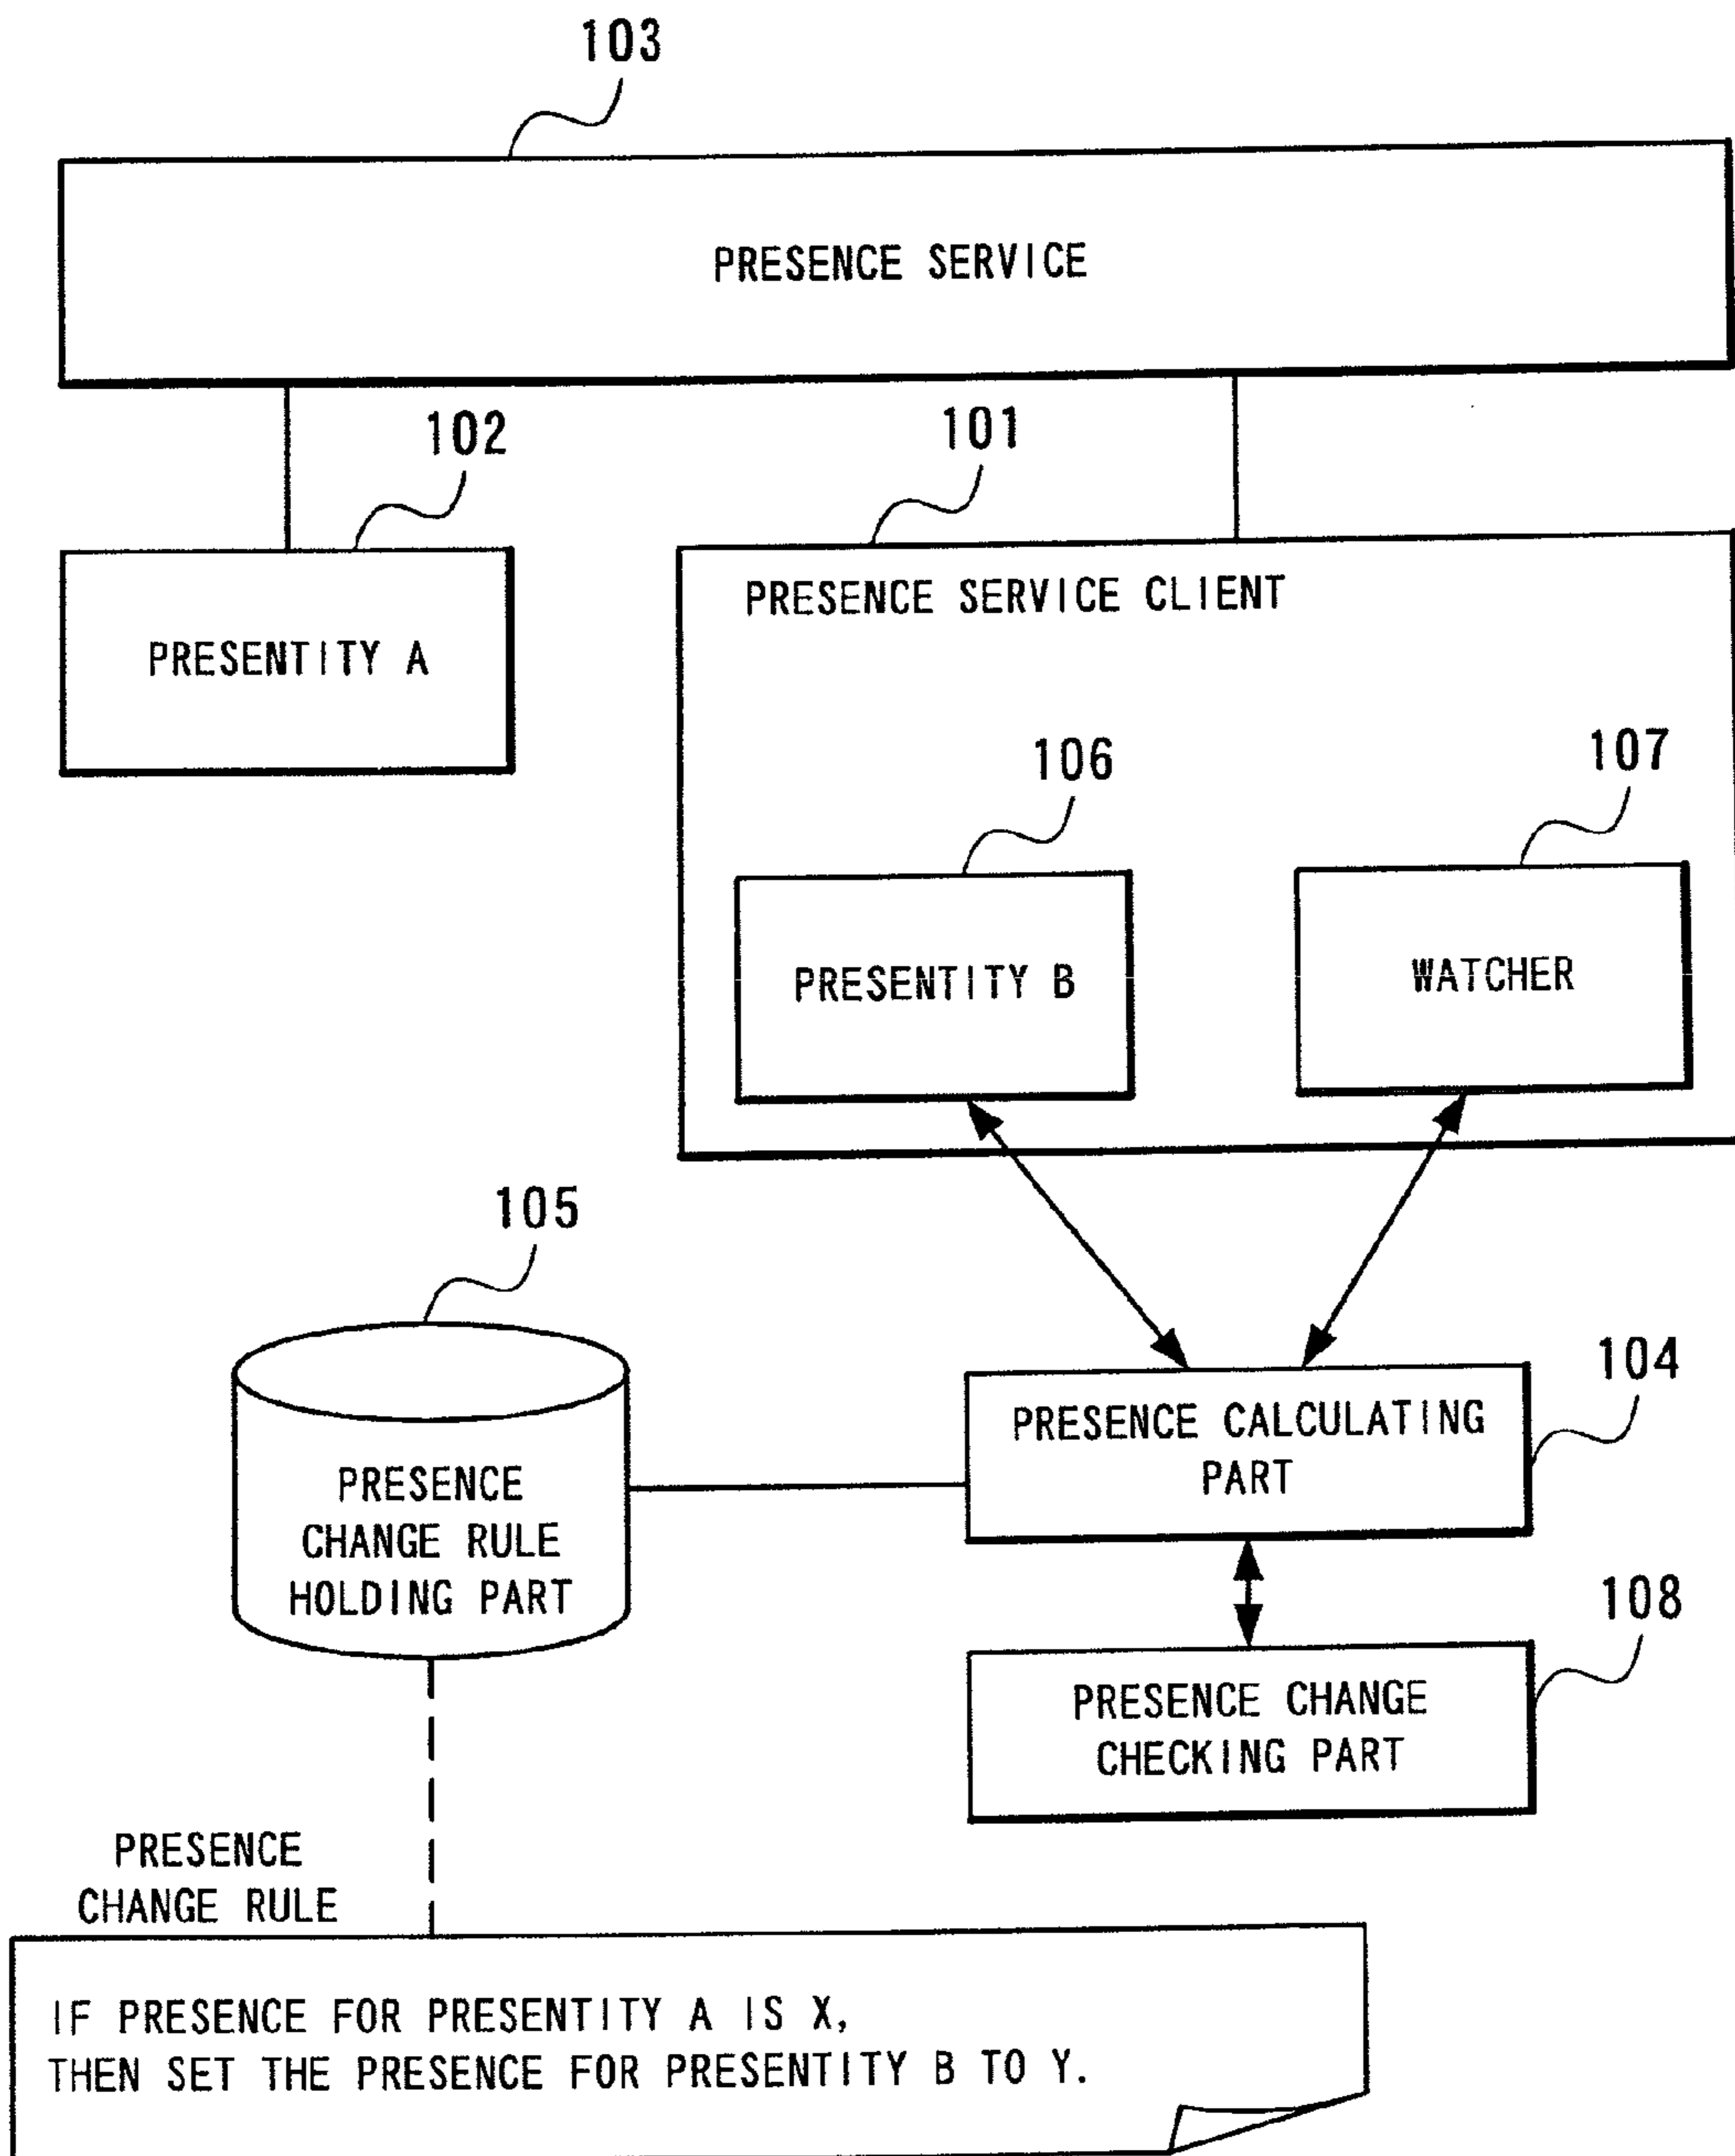 103
PRESENCE SERVICE
102
101
PRESENTITY A
PRESENCE SERVICE CLIENT
106
107
PRESENTITY B
WATCHER
105
104
PRESENCE CALCULATING
PART
PRESENCE
CHANGE RULE
HOLDING PART
108
PRESENCE CHANGE
CHECKING PART
PRESENCE
CHANGE RULE
IF PRESENCE FOR PRESENTITY A IS X,
THEN SET THE PRESENCE FOR PRESENTITY B TO Y.